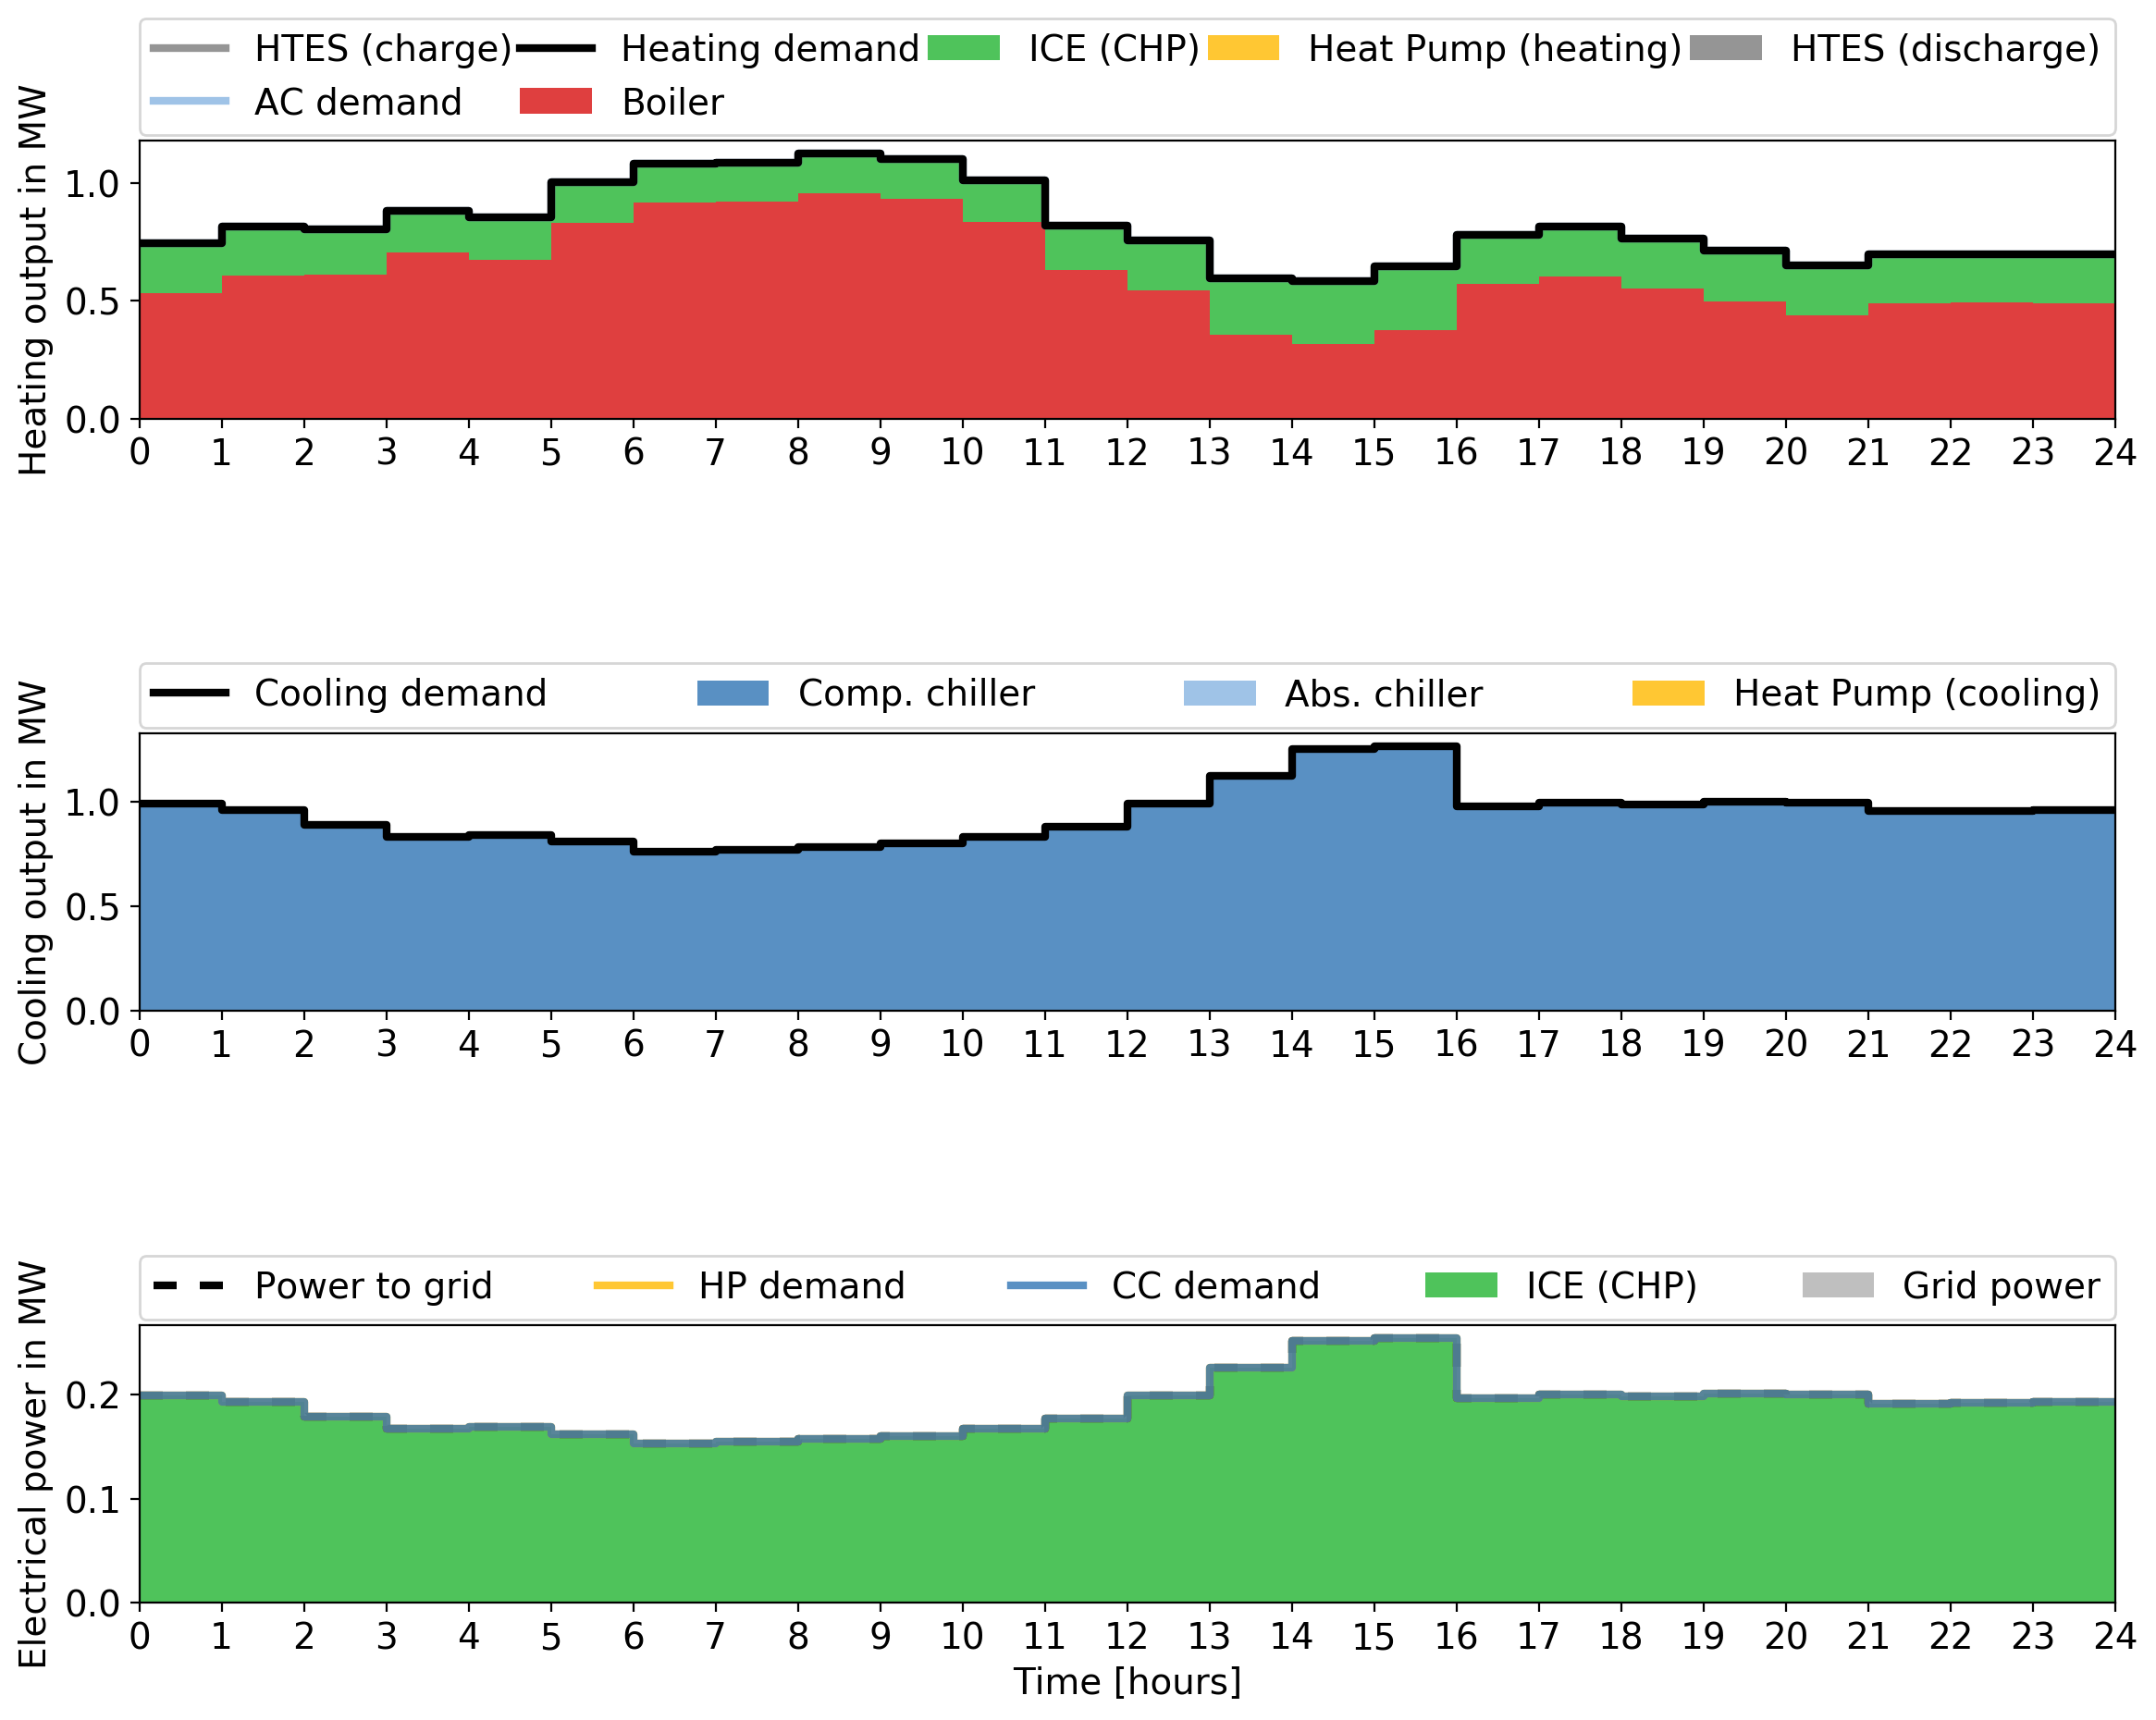 HTES (charge) Heating demand ICE (CHP) Heat Pump (heating) HTES (discharge)
AC demand Boiler
Heating output in MW
1.0
0.5
0.0
0 1 2 3 4 5 6 7 8 9 10 11 12 13 14 15 16 17 18 19 20 21 22 23 24
Cooling demand Comp. chiller Abs. chiller Heat Pump (cooling)
Cooling output in MW
1.0
0.5
0.0
0 1 2 3 4 5 6 7 8 9 10 11 12 13 14 15 16 17 18 19 20 21 22 23 24
Power to grid HP demand CC demand ICE (CHP) Grid power
Electrical power in MW
0.2
0.1
0.0
0 1 2 3 4 5 6 7 8 9 10 11 12 13 14 15 16 17 18 19 20 21 22 23 24
Time [hours]